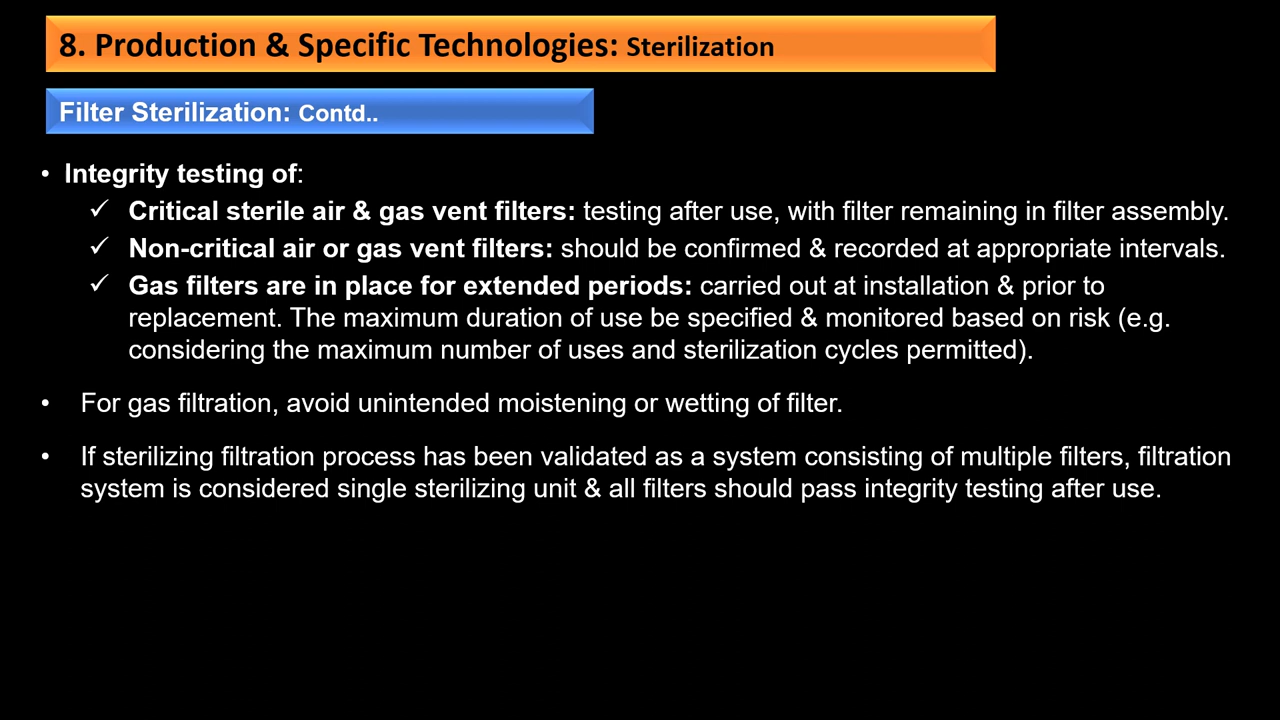 8. Production & Specific Technologies: Sterilization
Filter Sterilization: Contd..
• Integrity testing of:
✓ Critical sterile air & gas vent filters: testing after use, with filter remaining in filter assembly.
✓ Non-critical air or gas vent filters: should be confirmed & recorded at appropriate intervals.
✓ Gas filters are in place for extended periods: carried out at installation & prior to
replacement. The maximum duration of use be specified & monitored based on risk (e.g.
considering the maximum number of uses and sterilization cycles permitted).
• For gas filtration, avoid unintended moistening or wetting of filter.
• If sterilizing filtration process has been validated as a system consisting of multiple filters, filtration
system is considered single sterilizing unit & all filters should pass integrity testing after use.